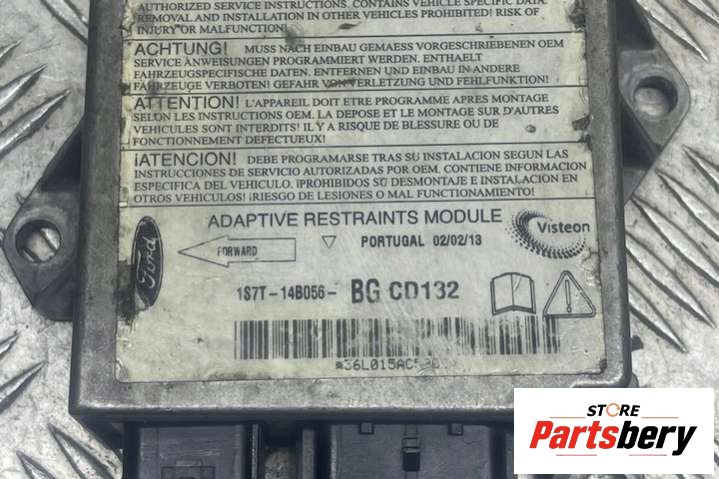 AUTHORIZED SERVICE INSTRUCTIONS. CONTAINS VEHICLE SPECIFIC DATA.
REMOVAL AND INSTALLATION IN OTHER VEHICLES PROHIBITED! RISK OF
INJURY OR MALFUNCTION!
ACHTUNG! MUSS NACH EINBAU GEMAESS VORGESCHRIEBENEN OEM
SERVICE ANWEISUNGEN PROGRAMMIERT WERDEN. ENTHAELT
FAHRZEUGSPEZIFISCHE DATEN. ENTFERNEN UND EINBAU IN ANDERE
FAHRZEUGE VERBOTEN! GEFAHR VON VERLETZUNG UND FEHLFUNKTION!
ATTENTION! L'APPAREIL DOIT ETRE PROGRAMME APRES MONTAGE
SELON LES INSTRUCTIONS OEM. LA DEPOSE ET LE MONTAGE SUR D'AUTRES
VEHICULES SONT INTERDITS! IL Y A RISQUE DE BLESSURE OU DE
FONCTIONNEMENT DEFECTUEUX!
¡ATENCION! DEBE PROGRAMARSE TRAS SU INSTALACION SEGUN LAS
INSTRUCCIONES DE SERVICIO AUTORIZADAS POR OEM. CONTIENE INFORMACION
ESPECIFICA DEL VEHICULO. ¡PROHIBIDO SU DESMONTAJE E INSTALACION EN
OTROS VEHICULOS! ¡RIESGO DE LESIONES O MAL FUNCIONAMIENTO!
ADAPTIVE RESTRAINTS MODULE
Ford
FORWARD
PORTUGAL 02/02/13
Visteon
1S7T-14B056- BG CD132
STORE
Partsbery